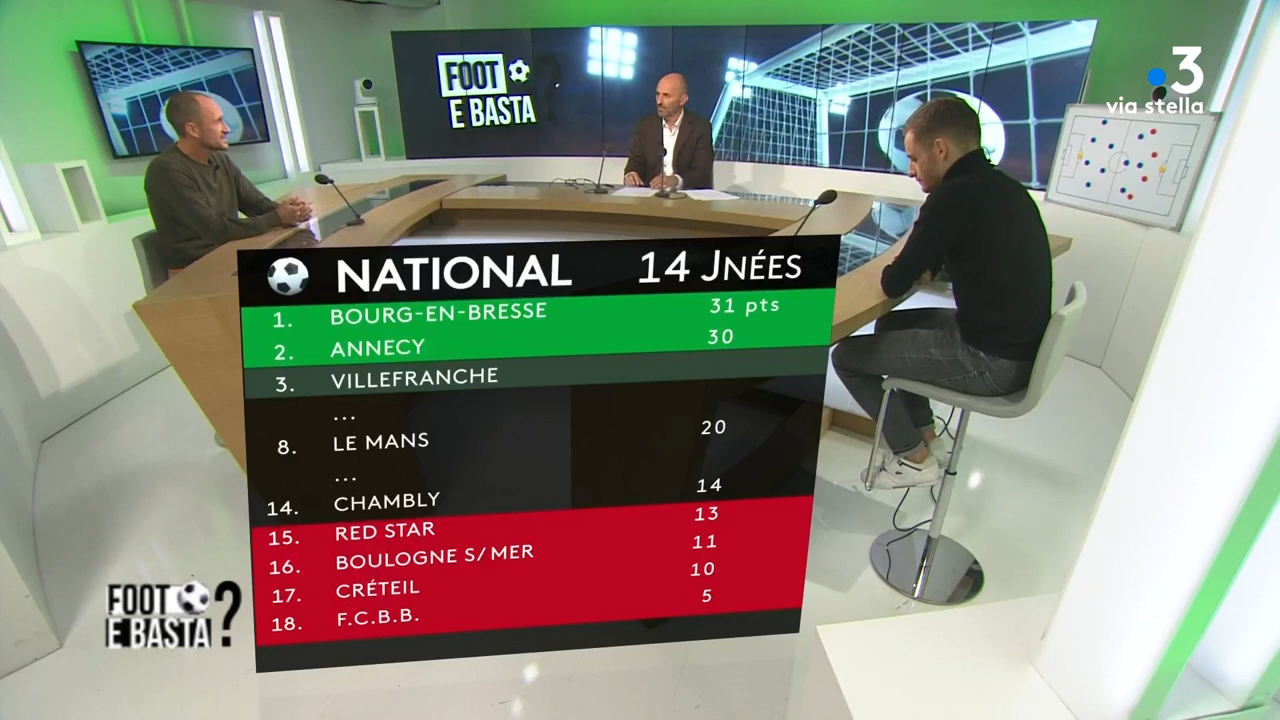 FOOT
E BASTA
3
via stella
NATIONAL 14 JNÉES
1. BOURG-EN-BRESSE 31 pts
2. ANNECY 30
3. VILLEFRANCHE
...
8. LE MANS 20
...
14. CHAMBLY 14
15. RED STAR 13
16. BOULOGNE S/MER 11
17. CRÉTEIL 10
18. F.C.B.B. 5
FOOT
E BASTA ?